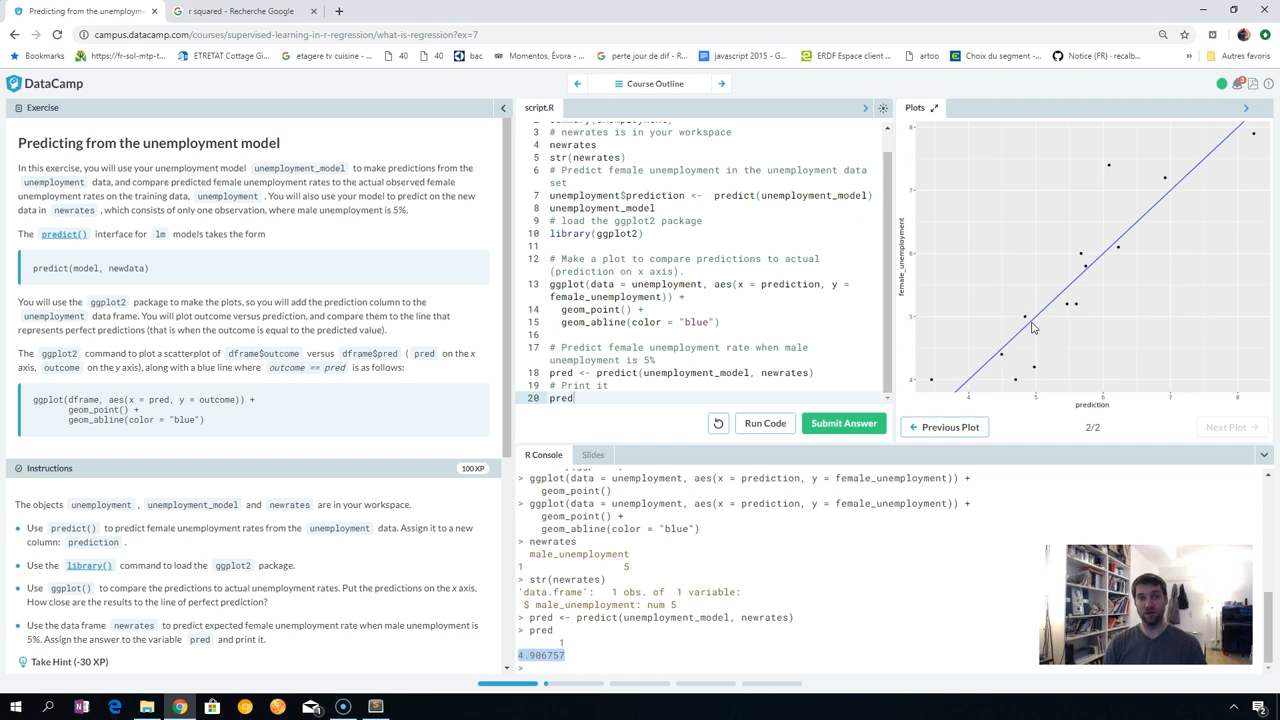 Predicting from the unemployment
r squared - Recherche Google
campus.datacamp.com/courses/supervised-learning-in-r-regression/what-is-regression?ex=7
Bookmarks
https://fr-sol-mtp-t...
ETRETAT Cottage Gi...
etagere tv cuisine - ...
40
40
bas
Momentos, Évora...
perte jour de dif - R...
javascript 2015 - G...
ERDF Espace client ...
artoo
Choix du segment -...
Notice (FR) - recalb...
»
Autres favoris
DataCamp
Course Outline
Exercise
Predicting from the unemployment model
In this exercise, you will use your unemployment model unemployment_model to make predictions from the
unemployment data, and compare predicted female unemployment rates to the actual observed female
unemployment rates on the training data, unemployment . You will also use your model to predict on the new
data in newrates , which consists of only one observation, where male unemployment is 5%.
The predict() interface for lm models takes the form
predict(model, newdata)
You will use the ggplot2 package to make the plots, so you will add the prediction column to the
unemployment data frame. You will plot outcome versus prediction, and compare them to the line that
represents perfect predictions (that is when the outcome is equal to the predicted value).
The ggplot2 command to plot a scatterplot of dframe$outcome versus dframe$pred ( pred on the x
axis, outcome on the y axis), along with a blue line where outcome == pred is as follows:
ggplot(dframe, aes(x = pred, y = outcome)) +
geom_point() +
geom_abline(color = "blue")
Instructions
100 XP
The objects unemployment , unemployment_model and newrates are in your workspace.
Use predict() to predict female unemployment rates from the unemployment data. Assign it to a new
column: prediction .
Use the library() command to load the ggplot2 package.
Use ggplot() to compare the predictions to actual unemployment rates. Put the predictions on the x axis.
How close are the results to the line of perfect prediction?
Use the data frame newrates to predict expected female unemployment rate when male unemployment is
5%. Assign the answer to the variable pred and print it.
Take Hint (-30 XP)
script.R
3 # newrates is in your workspace
4 newrates
5 str(newrates)
6 # Predict female unemployment in the unemployment data
set
7 unemployment$prediction <- predict(unemployment_model)
8 unemployment_model
9 # load the ggplot2 package
10 library(ggplot2)
11
12 # Make a plot to compare predictions to actual
(prediction on x axis).
13 ggplot(data = unemployment, aes(x = prediction, y =
female_unemployment)) +
14 geom_point() +
15 geom_abline(color = "blue")
16
17 # Predict female unemployment rate when male
unemployment is 5%
18 pred <- predict(unemployment_model, newrates)
19 # Print it
20 pred
Run Code
Submit Answer
R Console
Slides
> ggplot(data = unemployment, aes(x = prediction, y = female_unemployment)) +
geom_point()
> ggplot(data = unemployment, aes(x = prediction, y = female_unemployment)) +
geom_point() +
geom_abline(color = "blue")
> newrates
male_unemployment
1 5
> str(newrates)
'data.frame': 1 obs. of 1 variable:
$ male_unemployment: num 5
> pred <- predict(unemployment_model, newrates)
> pred
1
4.906757
>
Plots
8
7
6
5
4
female_unemployment
4 5 6 7 8
prediction
Previous Plot
2/2
Next Plot